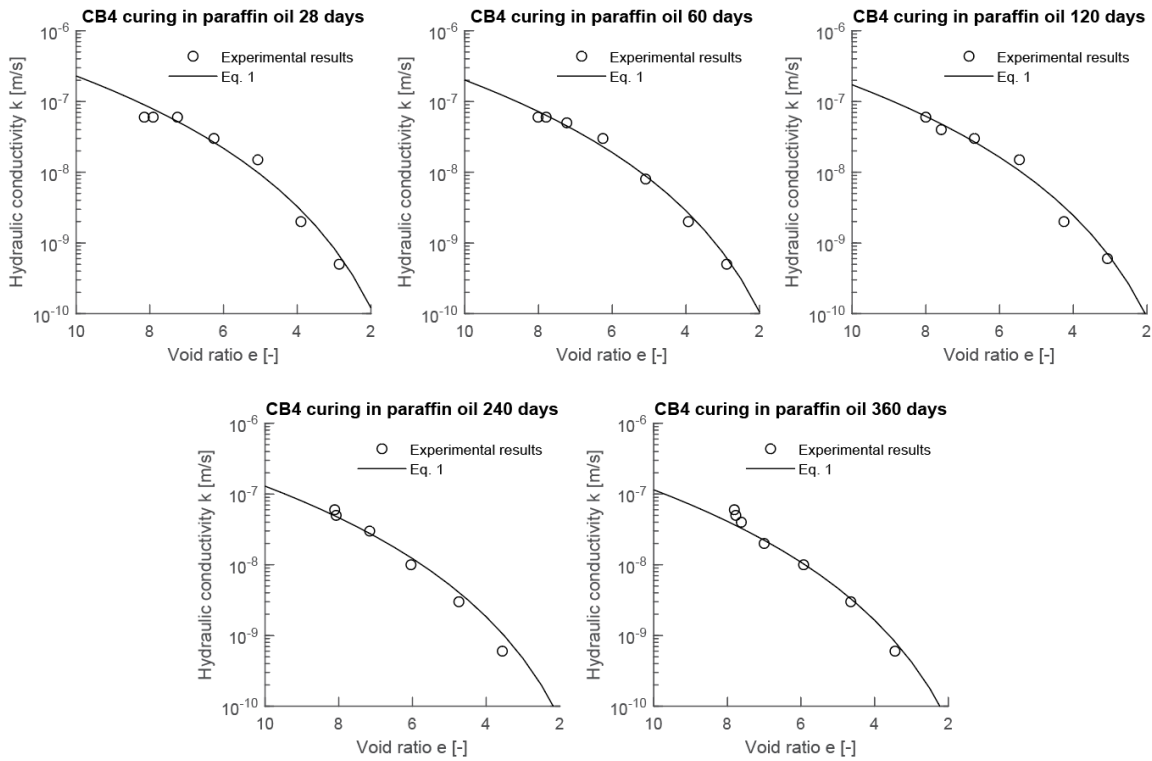 CB4 curing in paraffin oil 28 days
10^-6
10^-7
10^-8
10^-9
10^-10
Hydraulic conductivity k [m/s]
Experimental results
Eq. 1
10 8 6 4 2
Void ratio e [-]
CB4 curing in paraffin oil 60 days
10^-6
10^-7
10^-8
10^-9
10^-10
Hydraulic conductivity k [m/s]
Experimental results
Eq. 1
10 8 6 4 2
Void ratio e [-]
CB4 curing in paraffin oil 120 days
10^-6
10^-7
10^-8
10^-9
10^-10
Hydraulic conductivity k [m/s]
Experimental results
Eq. 1
10 8 6 4 2
Void ratio e [-]
CB4 curing in paraffin oil 240 days
10^-6
10^-7
10^-8
10^-9
10^-10
Hydraulic conductivity k [m/s]
Experimental results
Eq. 1
10 8 6 4 2
Void ratio e [-]
CB4 curing in paraffin oil 360 days
10^-6
10^-7
10^-8
10^-9
10^-10
Hydraulic conductivity k [m/s]
Experimental results
Eq. 1
10 8 6 4 2
Void ratio e [-]